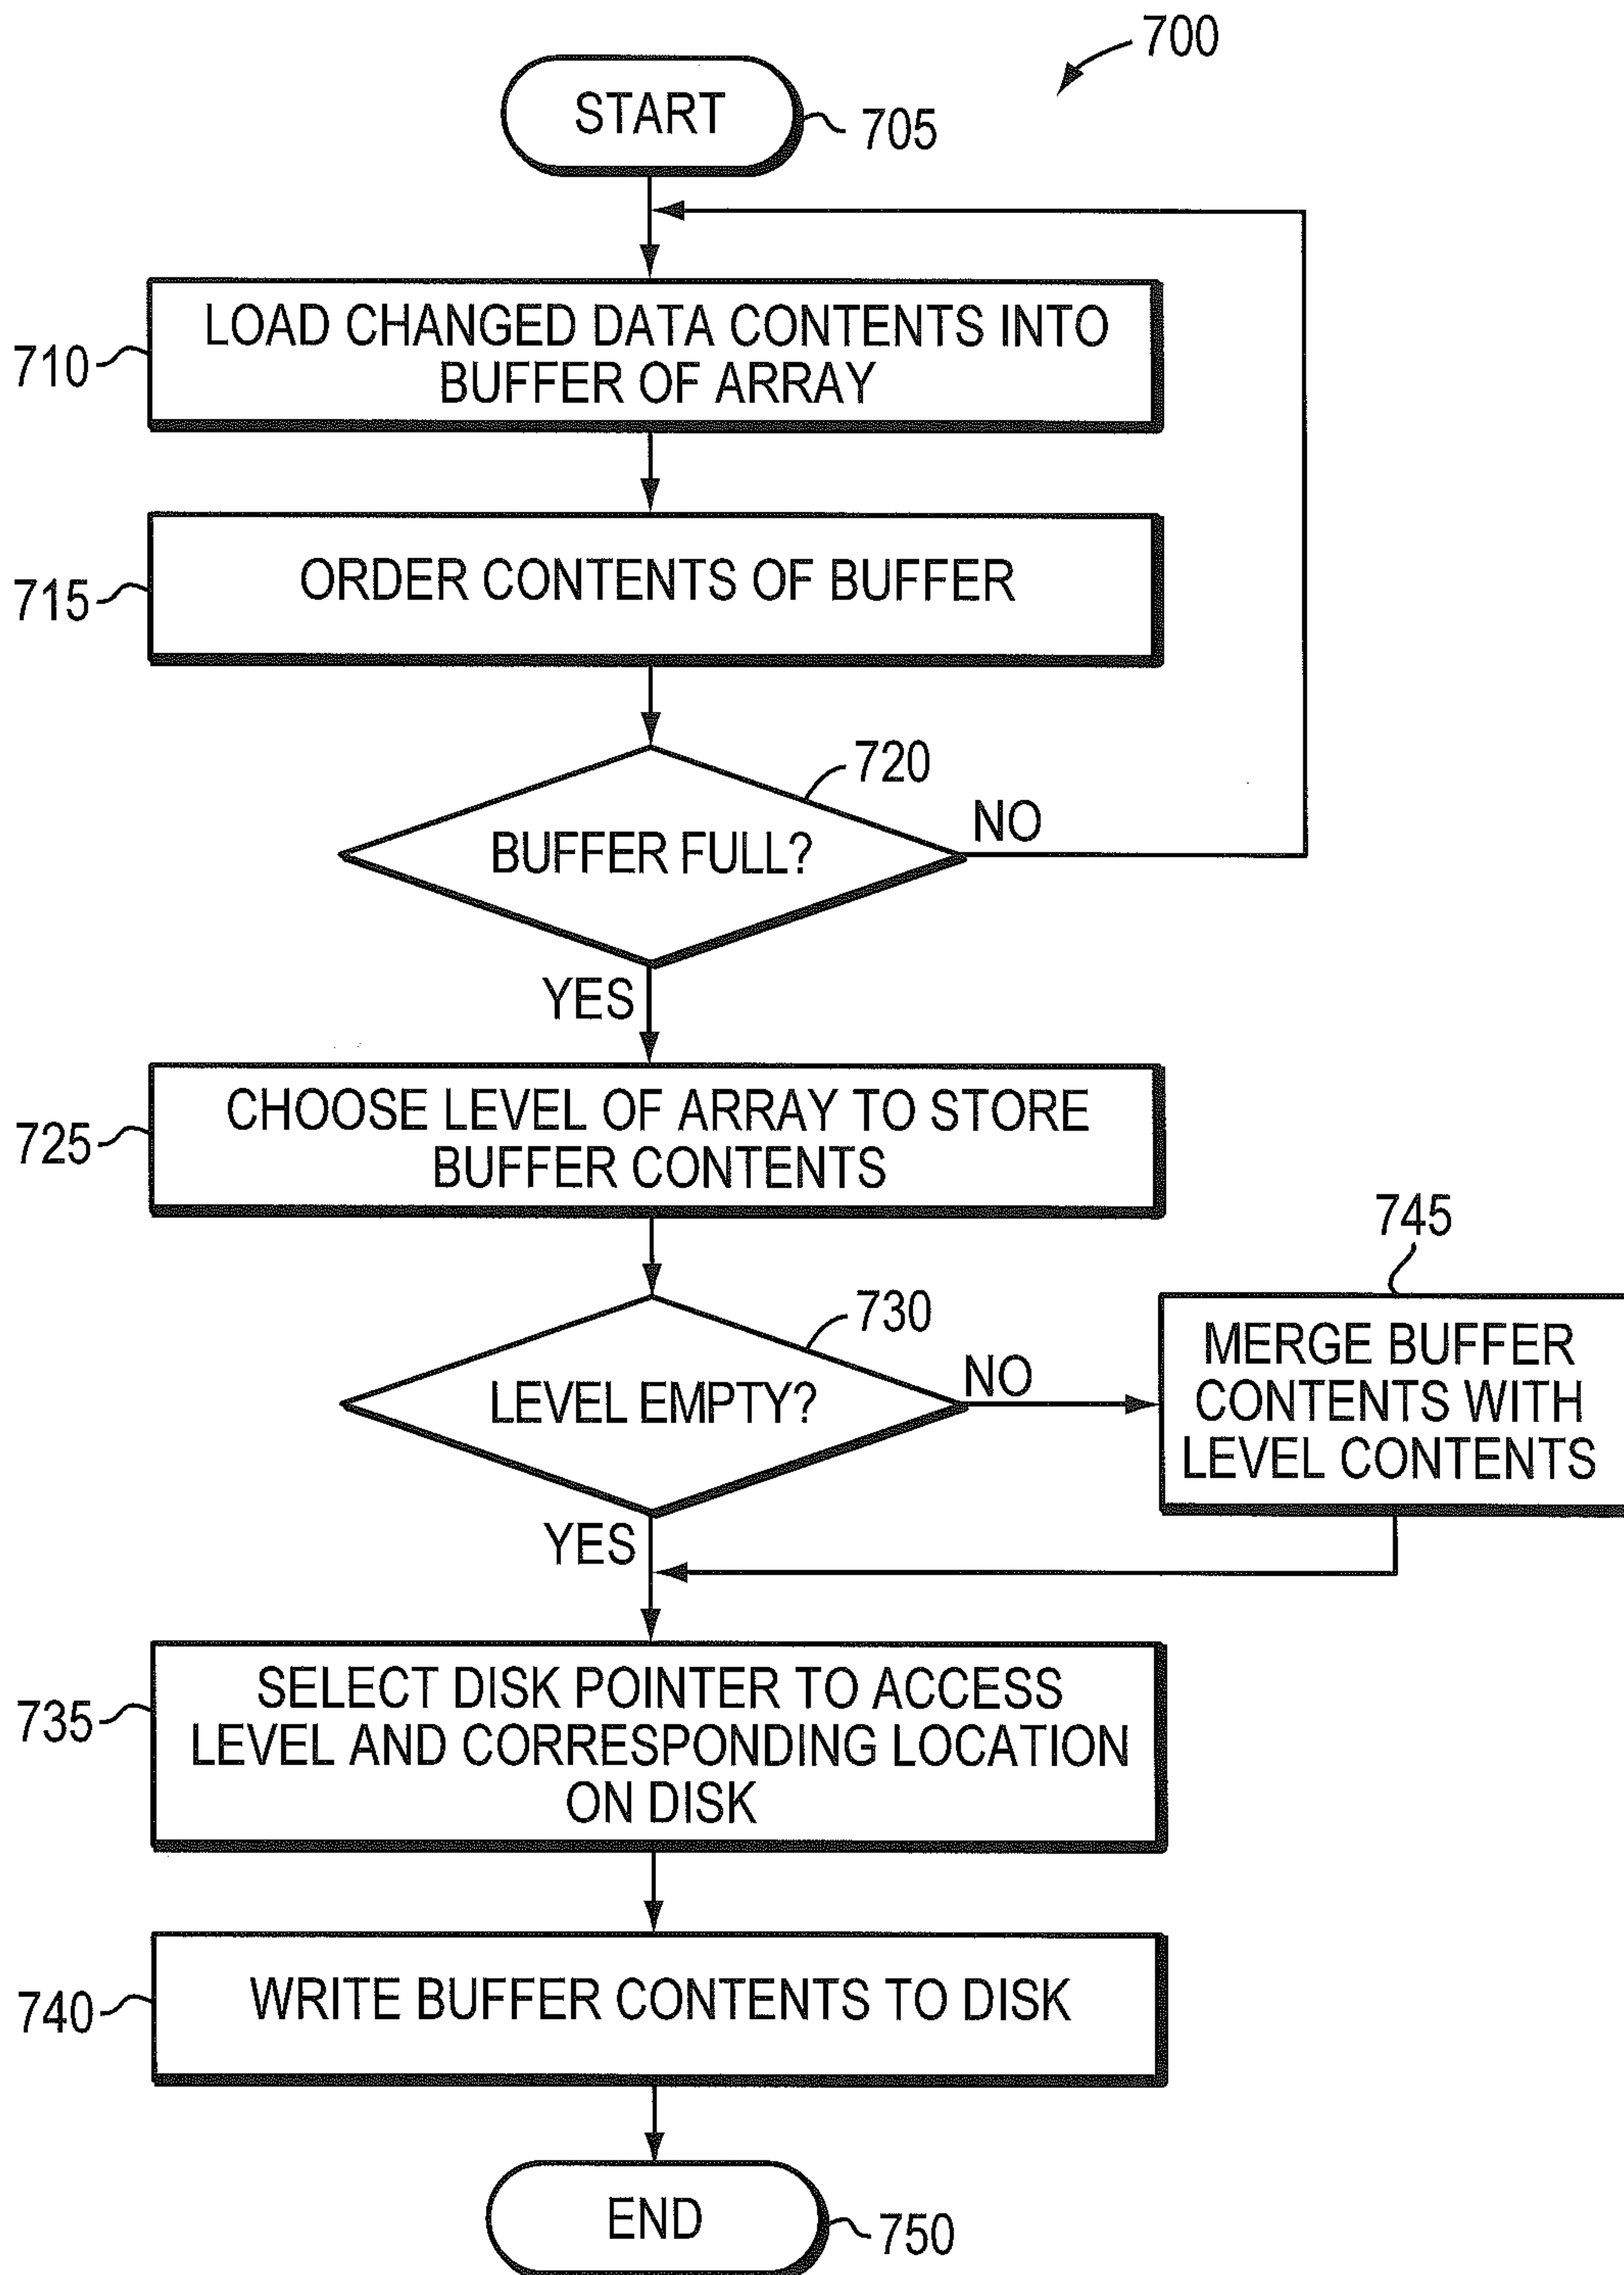 700
START
705
LOAD CHANGED DATA CONTENTS INTO
BUFFER OF ARRAY
710
ORDER CONTENTS OF BUFFER
715
720
BUFFER FULL?
NO
YES
CHOOSE LEVEL OF ARRAY TO STORE
BUFFER CONTENTS
725
730
LEVEL EMPTY?
NO
745
MERGE BUFFER
CONTENTS WITH
LEVEL CONTENTS
YES
SELECT DISK POINTER TO ACCESS
LEVEL AND CORRESPONDING LOCATION
ON DISK
735
WRITE BUFFER CONTENTS TO DISK
740
END
750